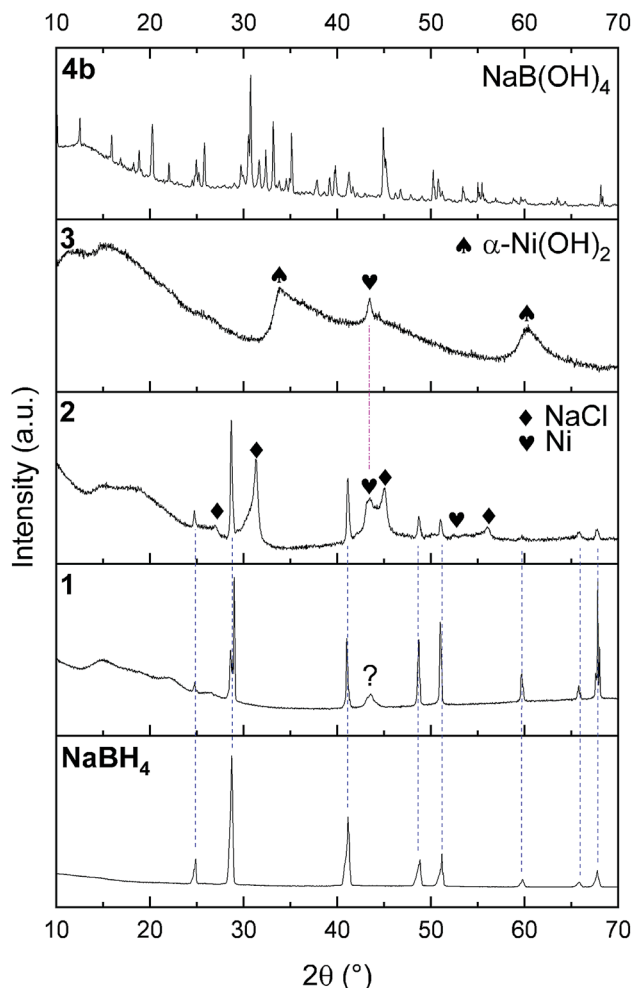 10 20 30 40 50 60 70
4b NaB(OH)₄
3 ♠ α-Ni(OH)₂
2 ♦ NaCl
♥ Ni
1
?
NaBH₄
Intensity (a.u.)
10 20 30 40 50 60 70
2θ (°)